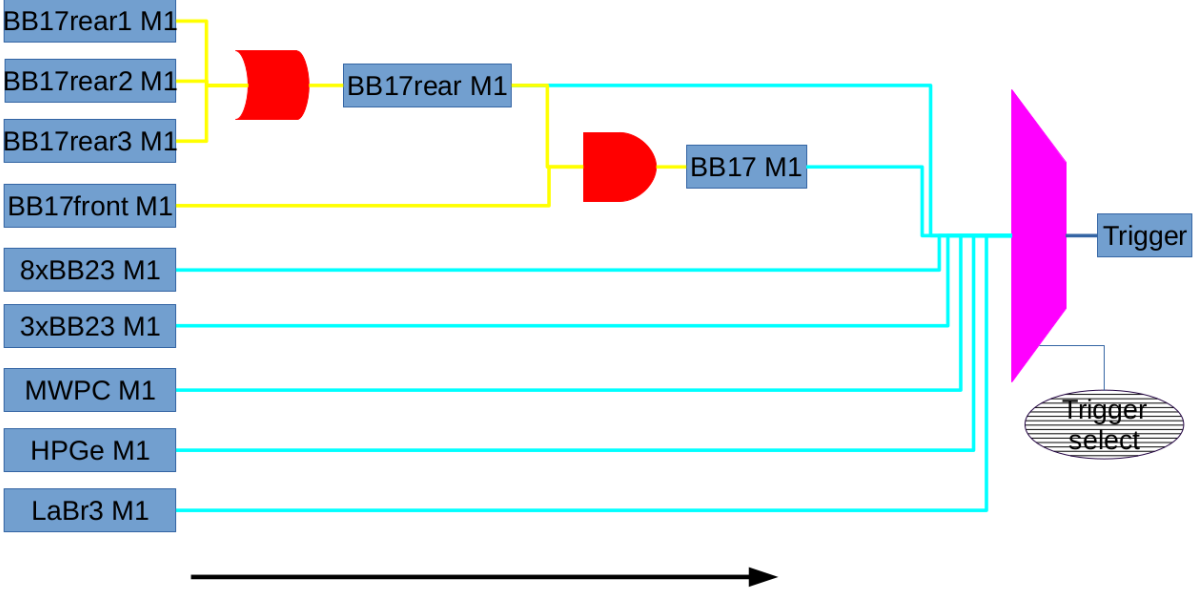 BB17rear1 M1
BB17rear2 M1
BB17rear M1
BB17rear3 M1
BB17 M1
BB17front M1
Trigger
8xBB23 M1
3xBB23 M1
MWPC M1
Trigger
select
HPGe M1
LaBr3 M1